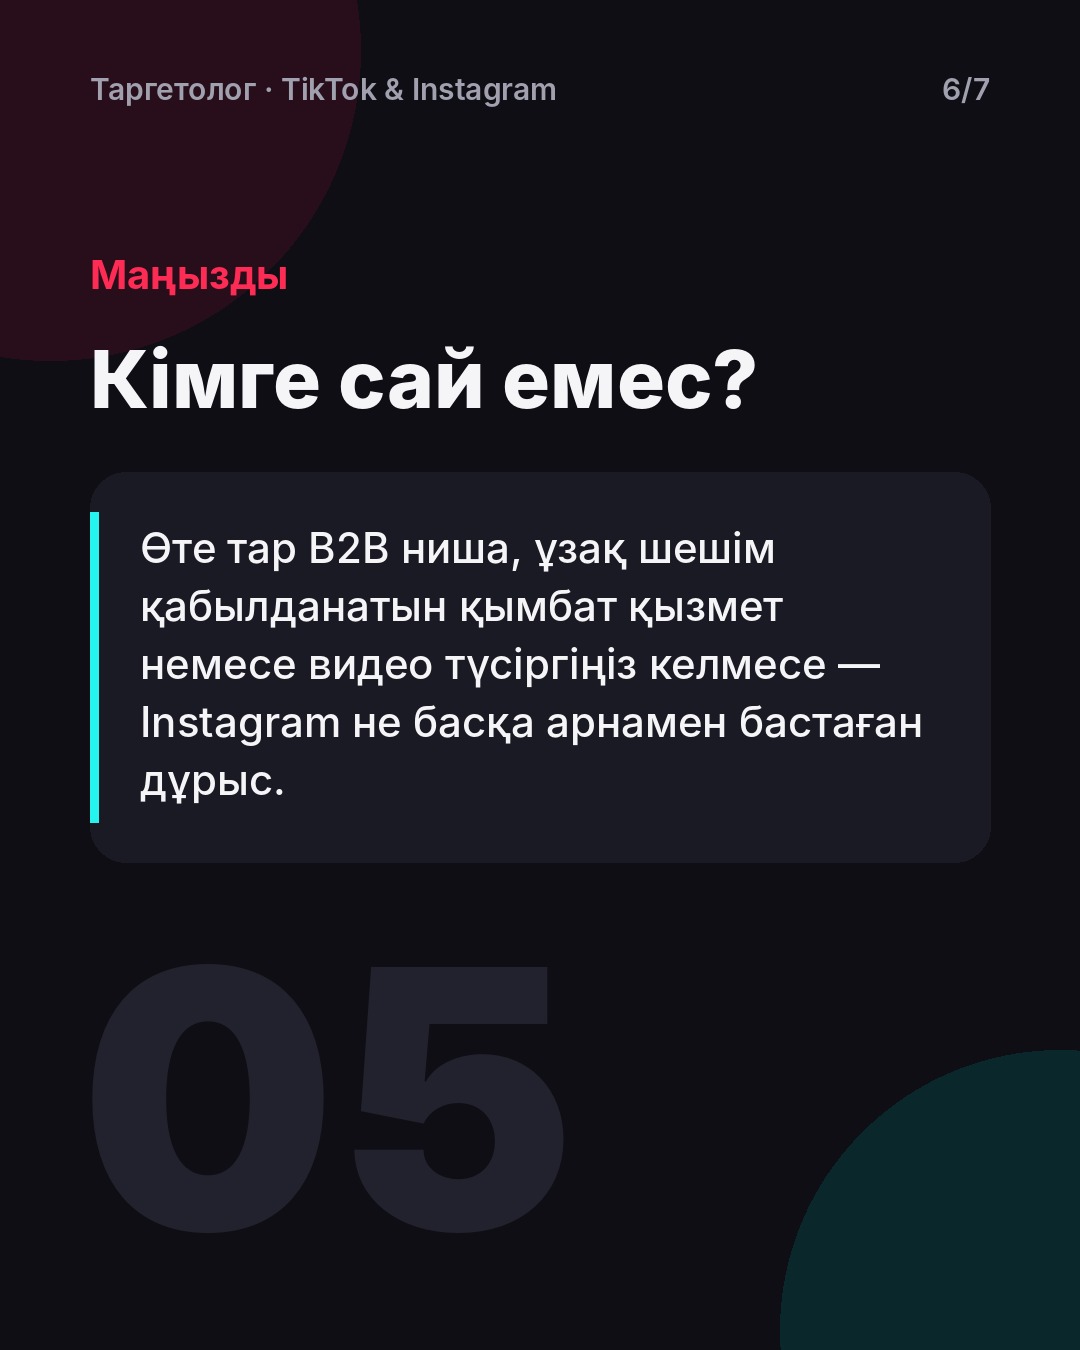 Таргетолог · TikTok & Instagram
6/7
Маңызды
Кімге сай емес?
Өте тар B2B ниша, ұзақ шешім
қабылданатын қымбат қызмет
немесе видео түсіргіңіз келмесе —
Instagram не басқа арнамен бастаған
дұрыс.
05